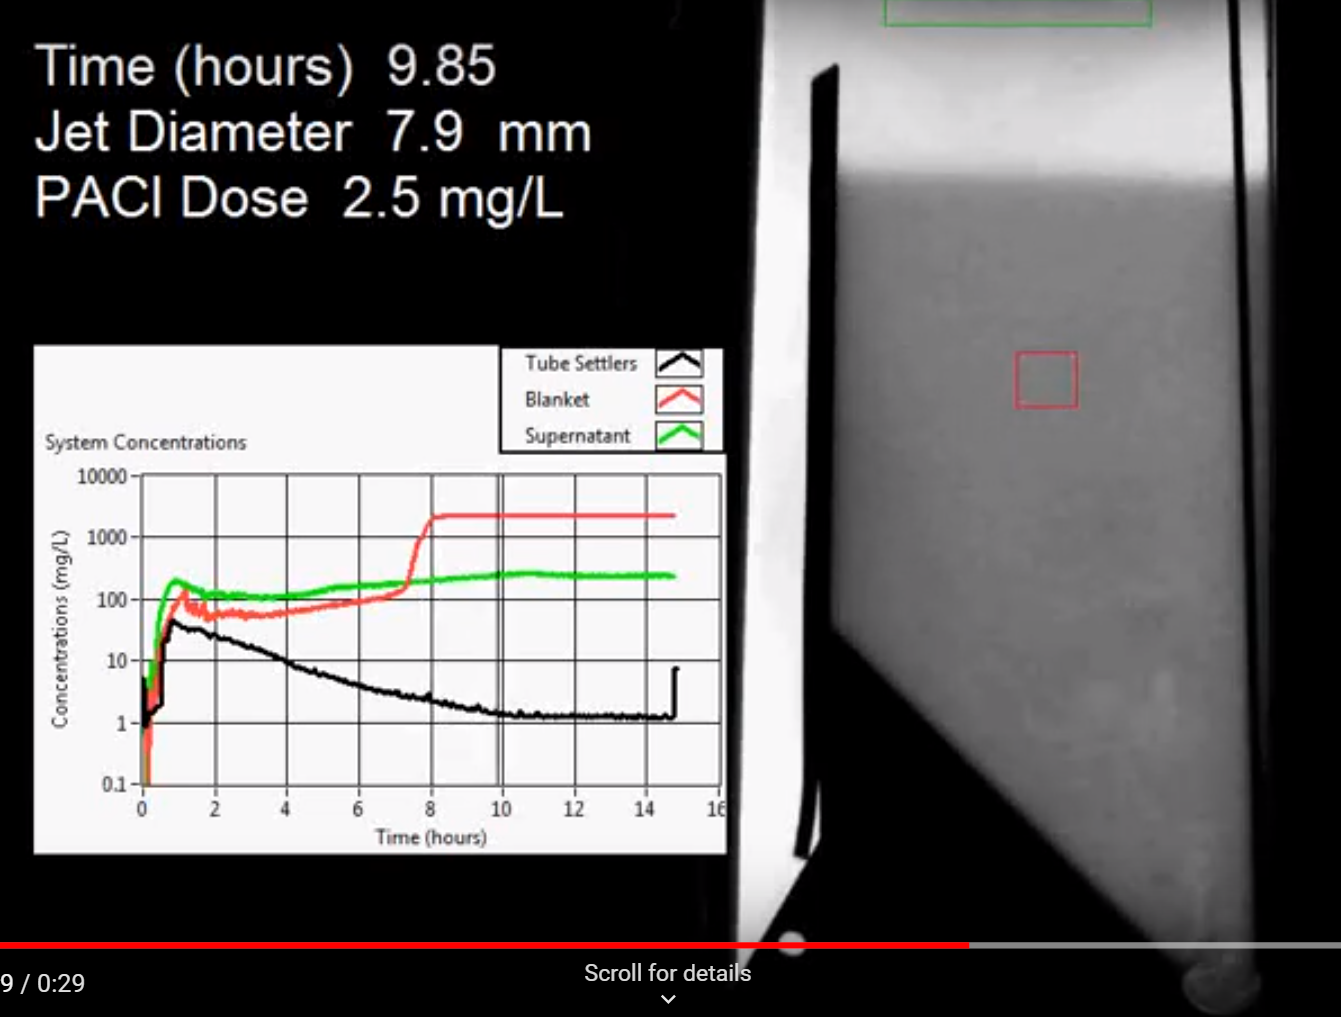 Time (hours) 9.85
Jet Diameter 7.9 mm
PACl Dose 2.5 mg/L
Tube Settlers
Blanket
Supernatant
System Concentrations
10000
1000
100
10
1
0.1
Concentrations (mg/L)
0 2 4 6 8 10 12 14 16
Time (hours)
9 / 0:29
Scroll for details